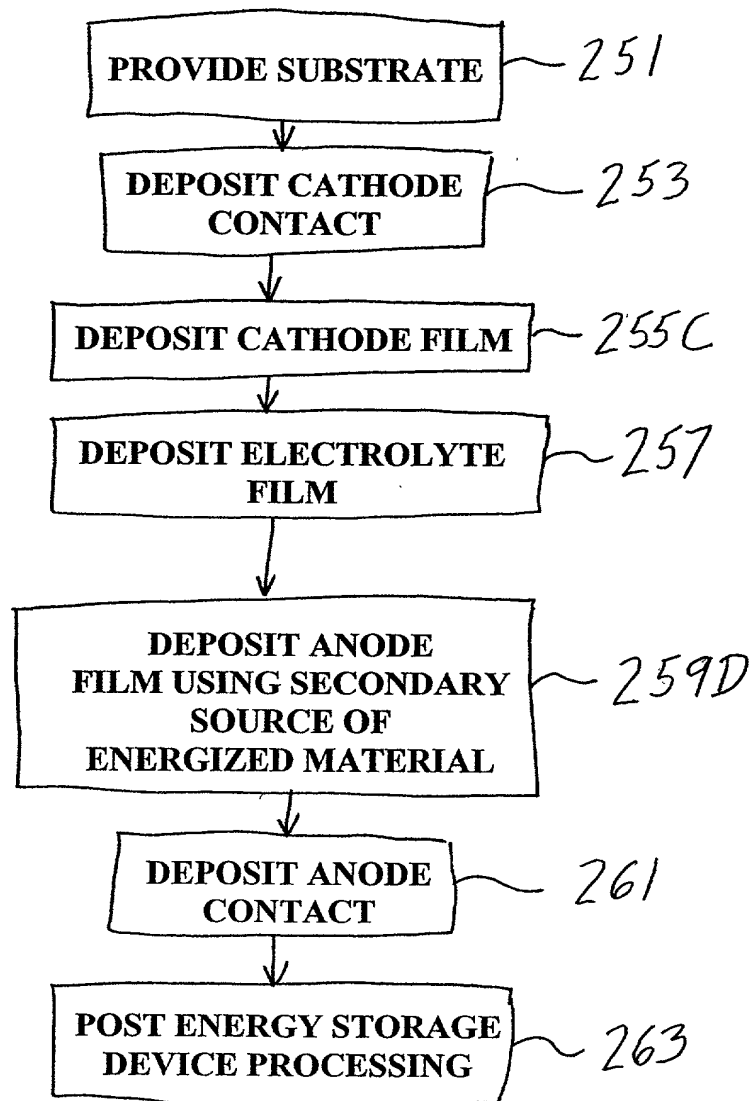 PROVIDE SUBSTRATE
251
DEPOSIT CATHODE
CONTACT
253
DEPOSIT CATHODE FILM
255C
DEPOSIT ELECTROLYTE
FILM
257
DEPOSIT ANODE
FILM USING SECONDARY
SOURCE OF
ENERGIZED MATERIAL
259D
DEPOSIT ANODE
CONTACT
261
POST ENERGY STORAGE
DEVICE PROCESSING
263